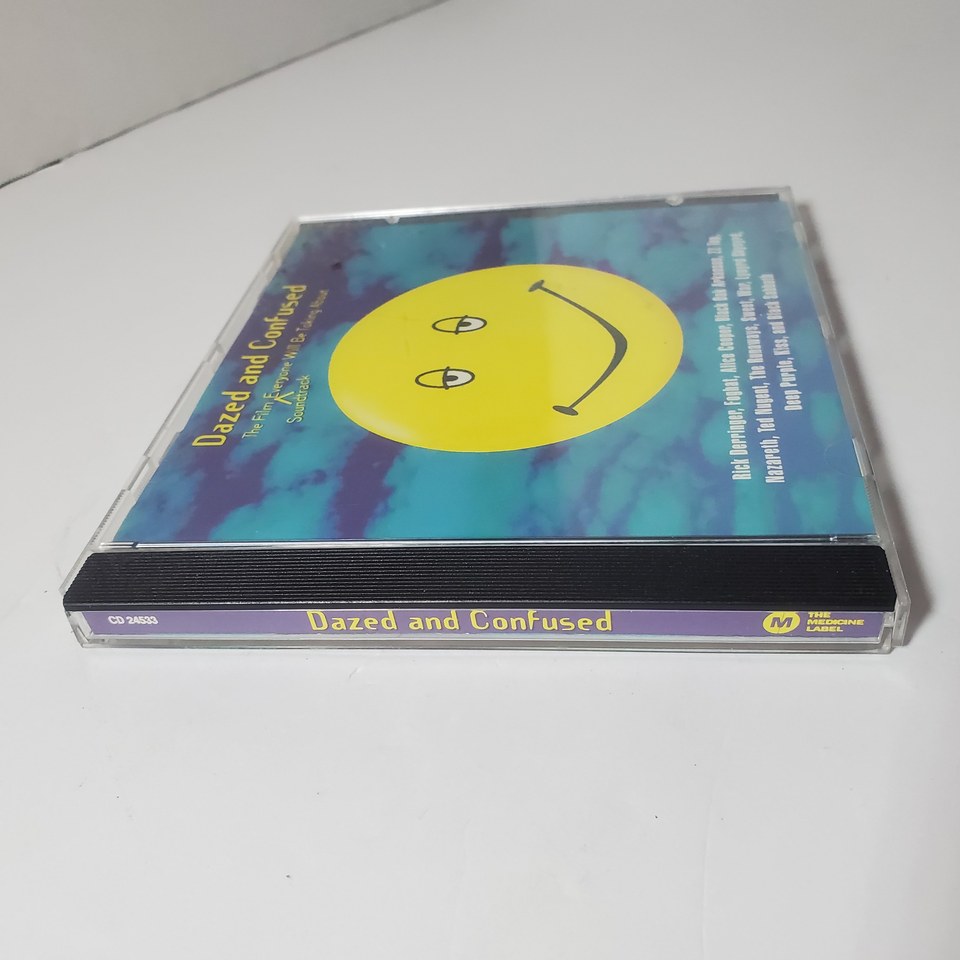 Dazed and Confused
The Film Everyone Will Be Talking About
Soundtrack
Rick Derringer, Foghat, Alice Cooper, Black Oak Arkansas, ZZ Top,
Nazareth, Ted Nugent, The Runaways, Sweet, War, Lynyrd Skynyrd,
Deep Purple, Kiss, and Black Sabbath
CD 24533
Dazed and Confused
M
THE
MEDICINE
LABEL